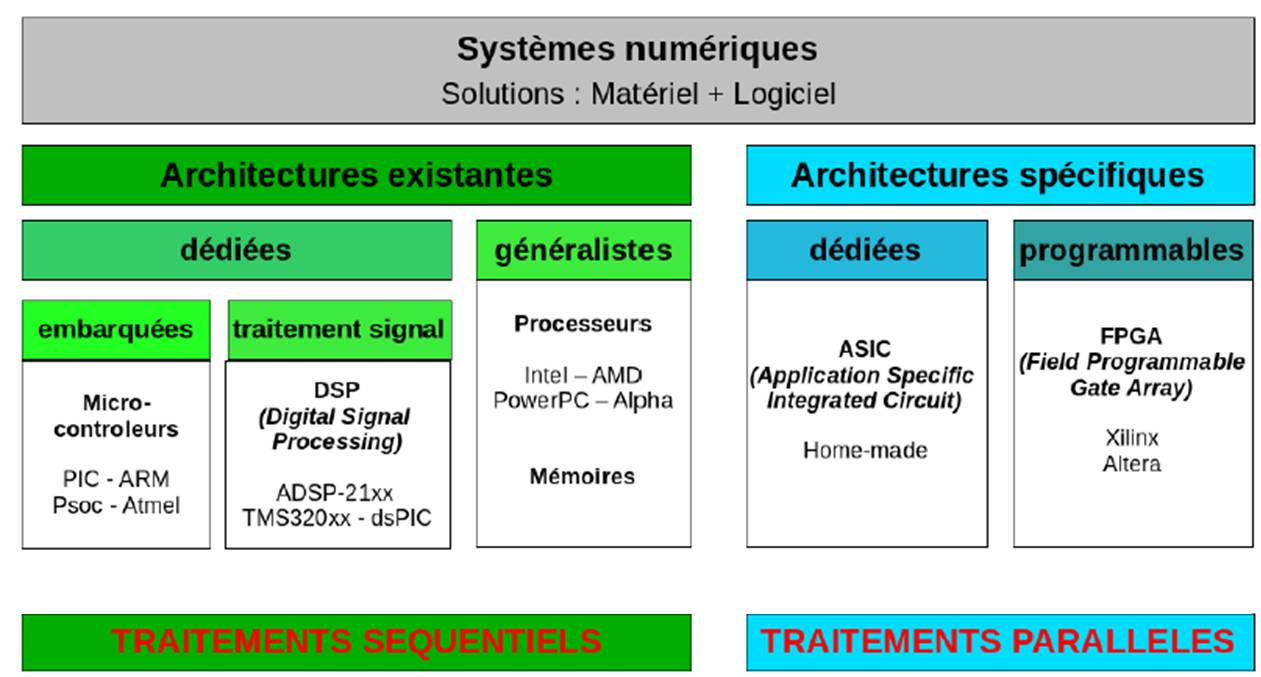 Systèmes numériques
Solutions : Matériel + Logiciel
Architectures existantes
Architectures spécifiques
dédiées
généralistes
dédiées
programmables
embarquées
traitement signal
Micro-
controleurs
PIC - ARM
Psoc - Atmel
DSP
(Digital Signal
Processing)
ADSP-21xx
TMS320xx - dsPIC
Processeurs
Intel – AMD
PowerPC – Alpha
Mémoires
ASIC
(Application Specific
Integrated Circuit)
Home-made
FPGA
(Field Programmable
Gate Array)
Xilinx
Altera
TRAITEMENTS SEQUENTIELS
TRAITEMENTS PARALLELES